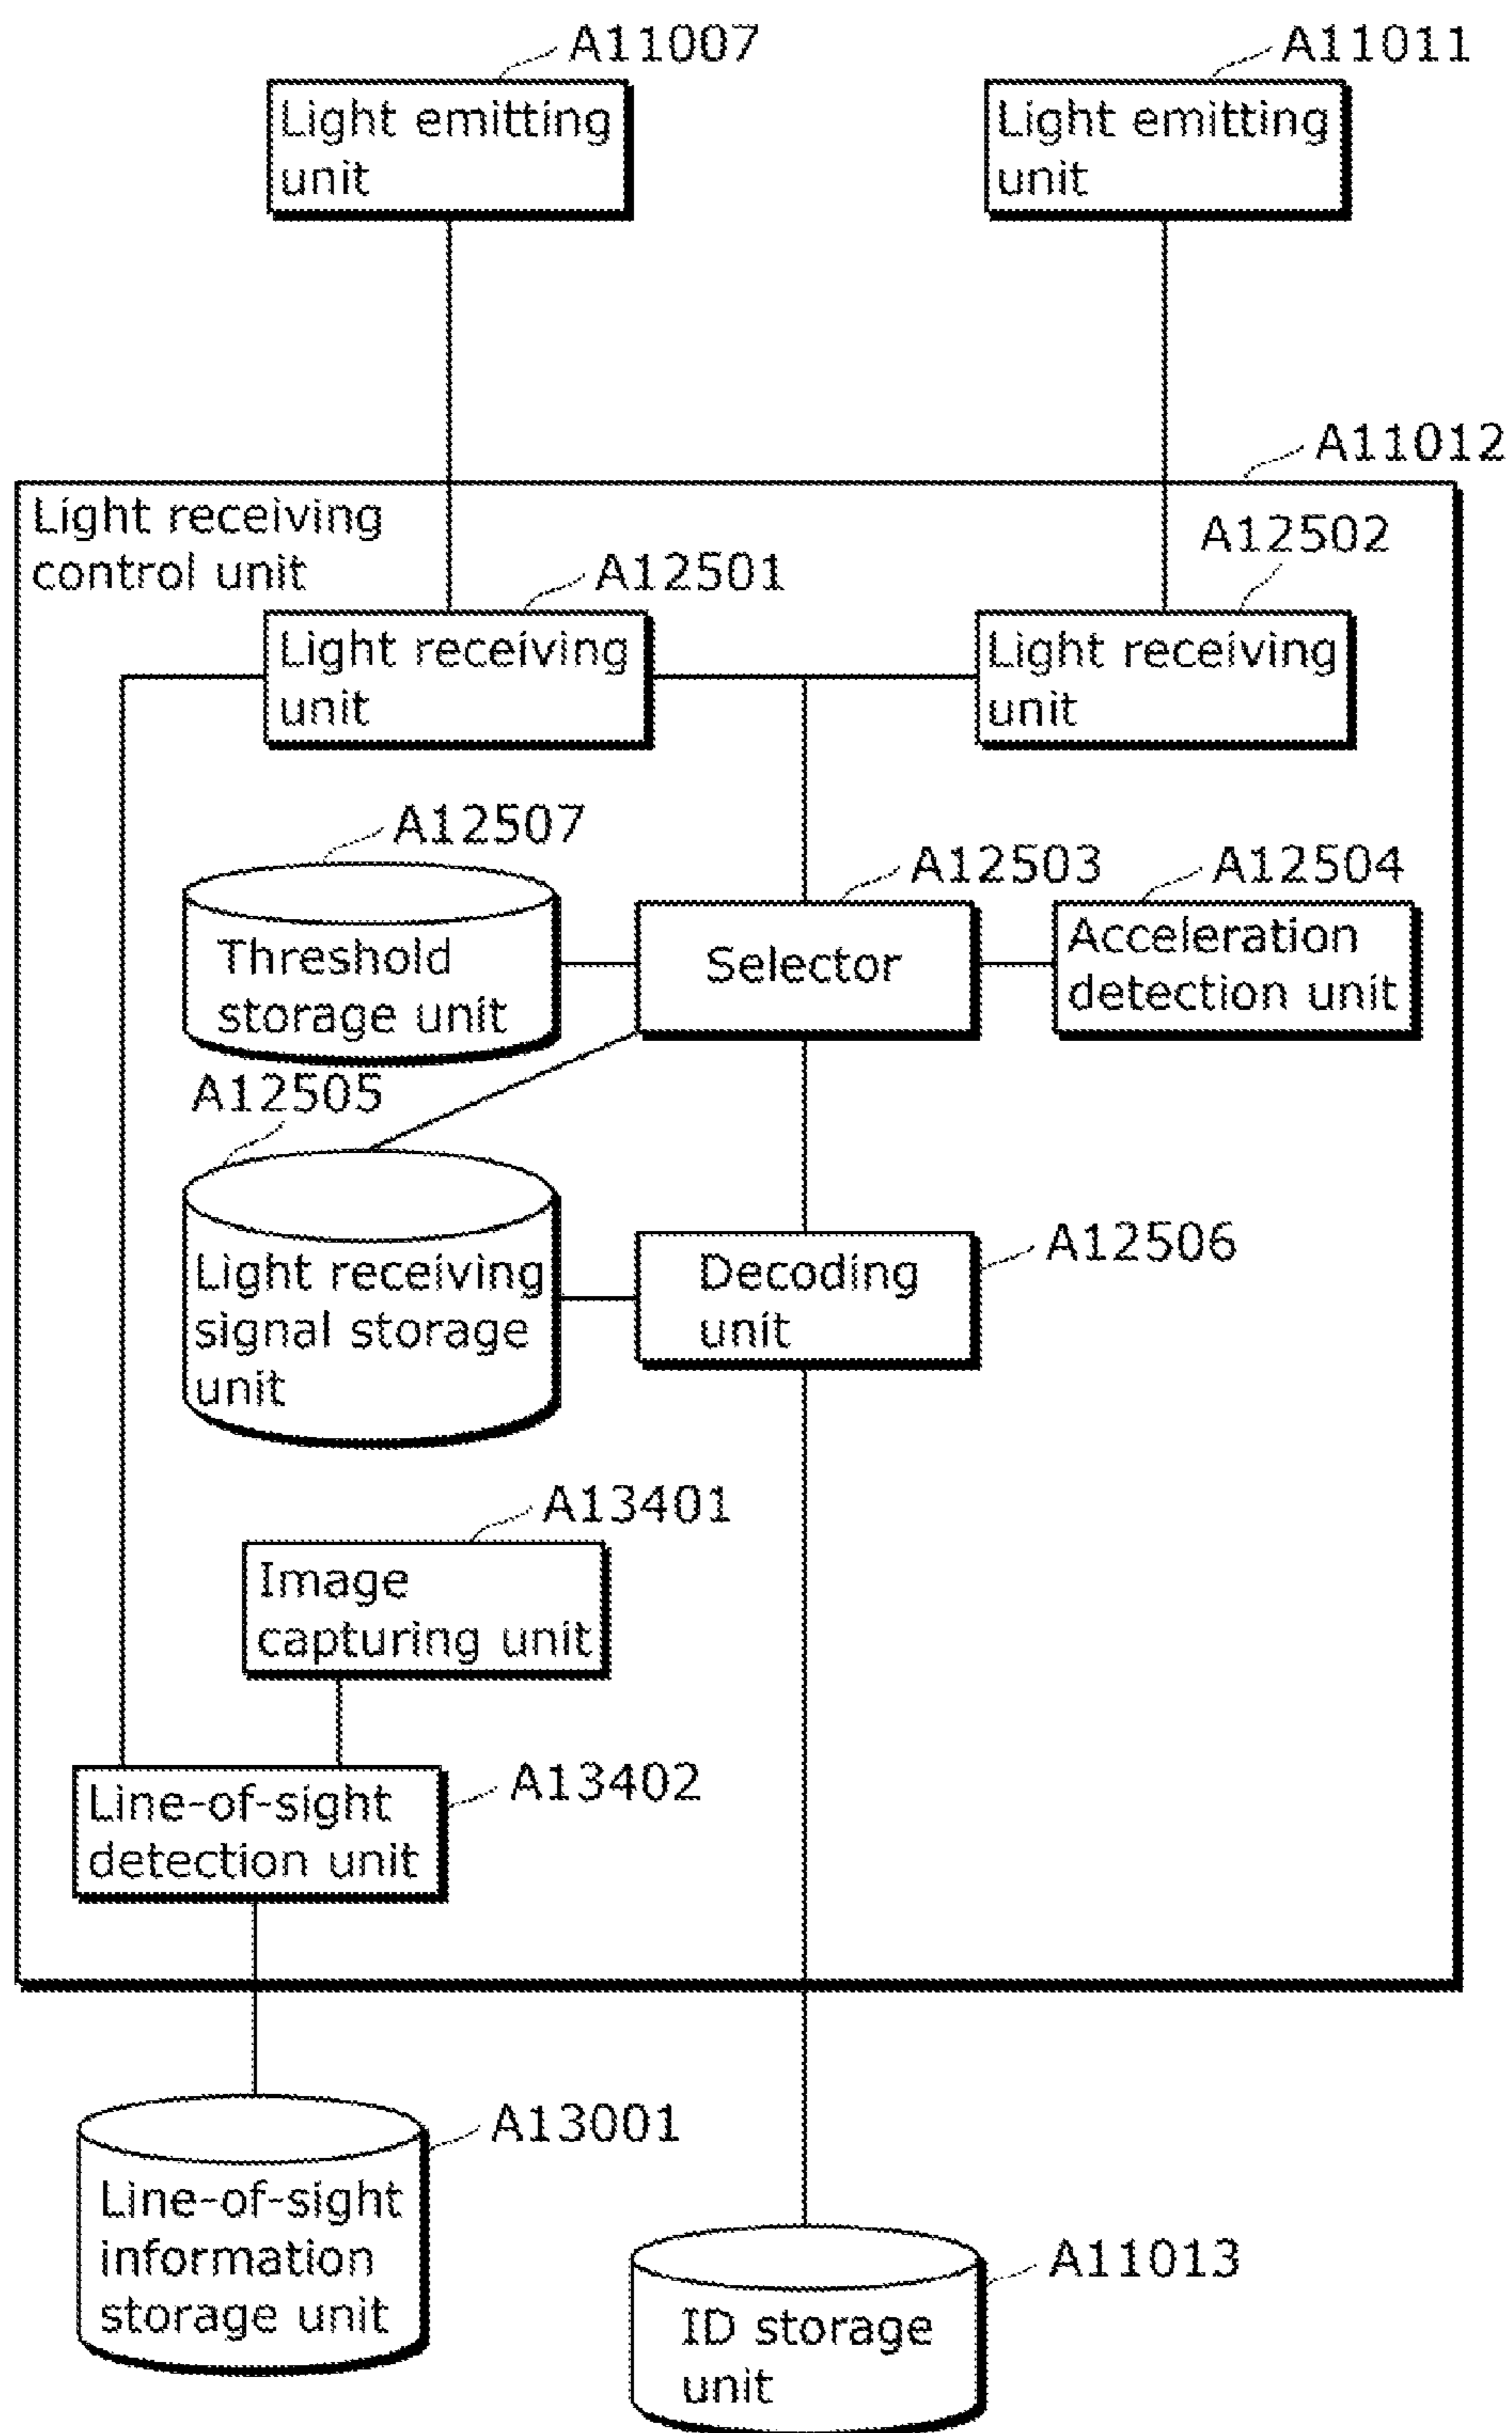 A11007
A11011
Light emitting
unit
Light emitting
unit
A11012
Light receiving
control unit
A12501
A12502
Light receiving
unit
Light receiving
unit
A12507
A12503
A12504
Threshold
storage unit
Selector
Acceleration
detection unit
A12505
Light receiving
signal storage
unit
Decoding
unit
A12506
A13401
Image
capturing unit
Line-of-sight
detection unit
A13402
A13001
Line-of-sight
information
storage unit
A11013
ID storage
unit